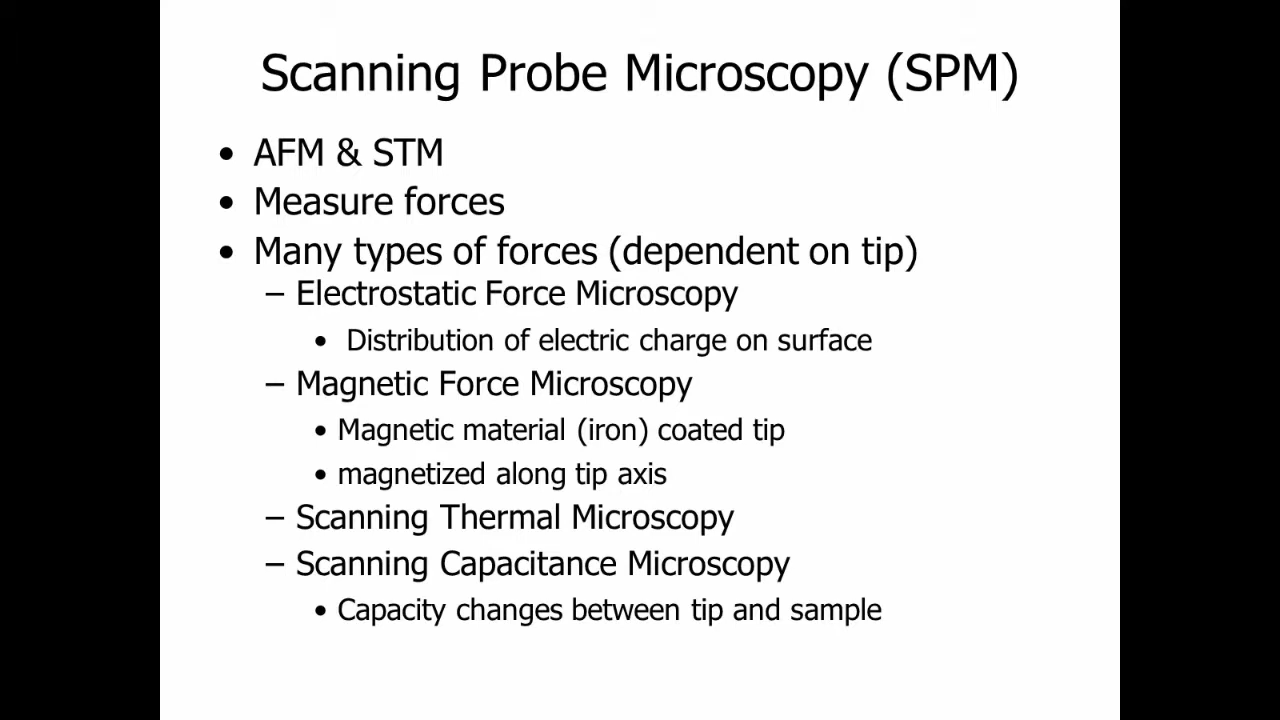 Scanning Probe Microscopy (SPM)
• AFM & STM
• Measure forces
• Many types of forces (dependent on tip)
– Electrostatic Force Microscopy
• Distribution of electric charge on surface
– Magnetic Force Microscopy
• Magnetic material (iron) coated tip
• magnetized along tip axis
– Scanning Thermal Microscopy
– Scanning Capacitance Microscopy
• Capacity changes between tip and sample